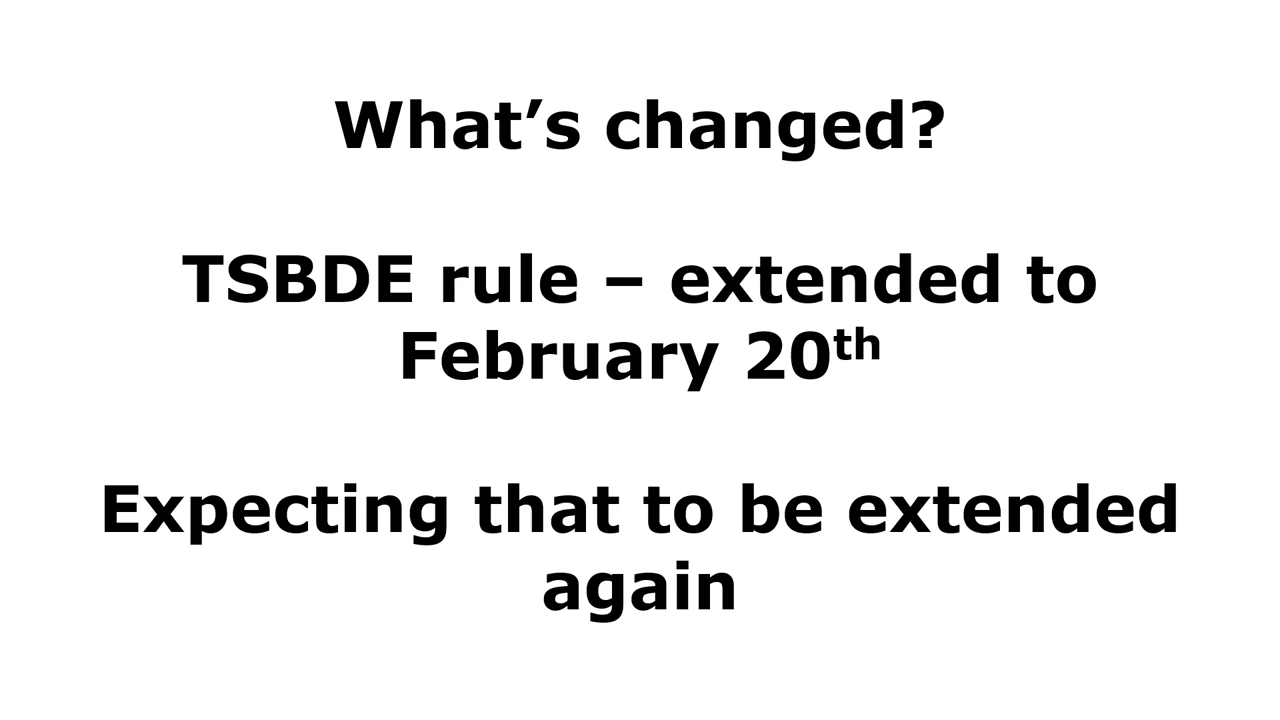 What’s changed?
TSBDE rule – extended to
February 20th
Expecting that to be extended
again